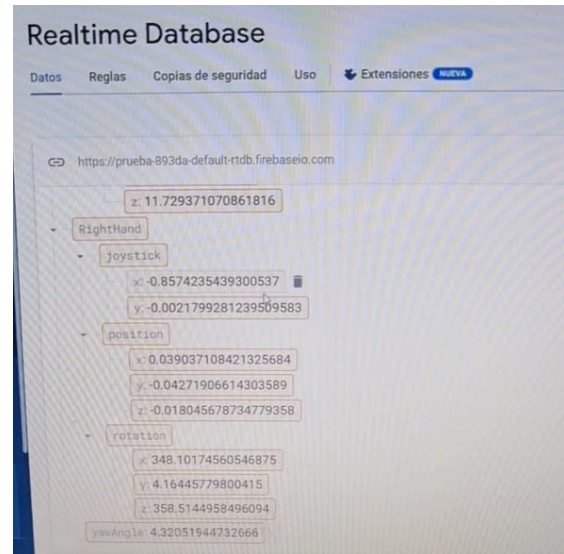 Realtime Database
Datos Reglas Copias de seguridad Uso Extensiones NUEVA
https://prueba-893da-default-rtdb.firebaseio.com
z: 11.729371070861816
RightHand
joystick
x: -0.8574235439300537
y: -0.0021799281239509583
position
x: 0.039037108421325684
y: -0.04271906614303589
z: -0.018045678734779358
rotation
x: 348.10174560546875
y: 4.16445779800415
z: 358.5144958496094
yawAngle: 4.32051944732666